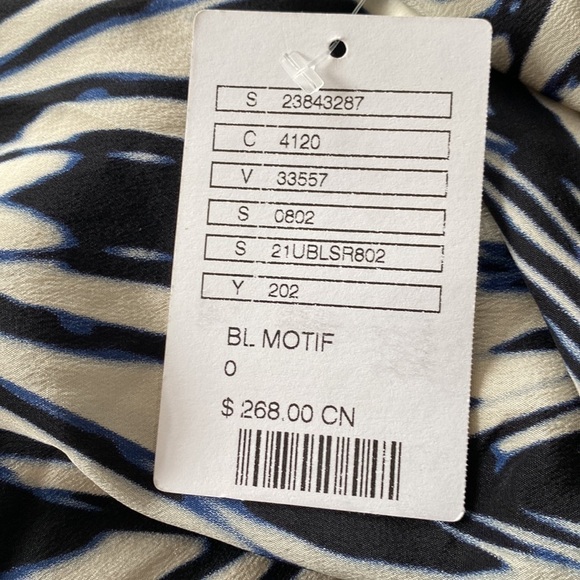 S 23843287
C 4120
V 33557
S 0802
S 21UBLSR802
Y 202
BL MOTIF
0
$ 268.00 CN